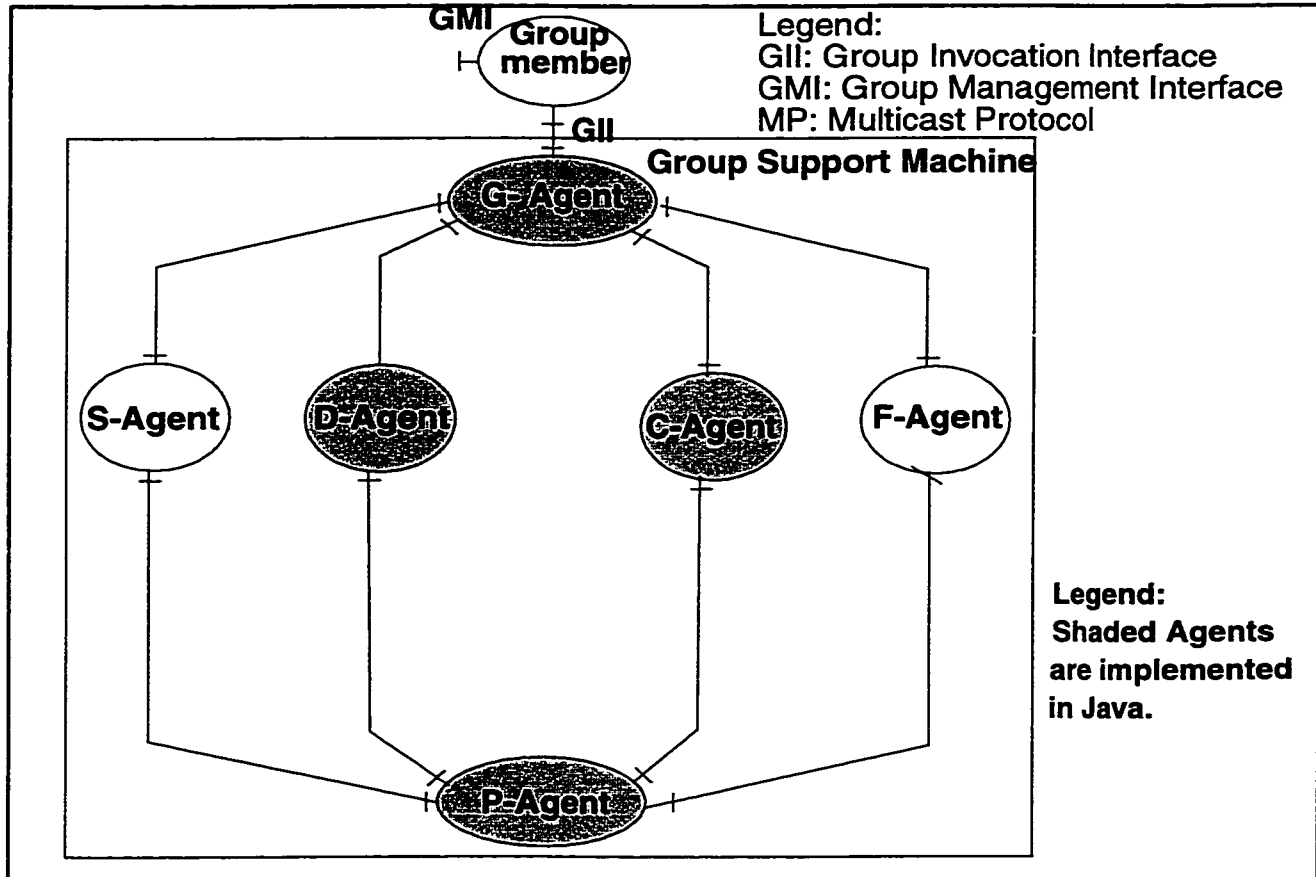 GMI
Group
member
Legend:
GII: Group Invocation Interface
GMI: Group Management Interface
MP: Multicast Protocol
GII
Group Support Machine
G- Agent
S-Agent
D-Agent
C-Agent
F-Agent
Legend:
Shaded Agents
are implemented
in Java.
P-Agent